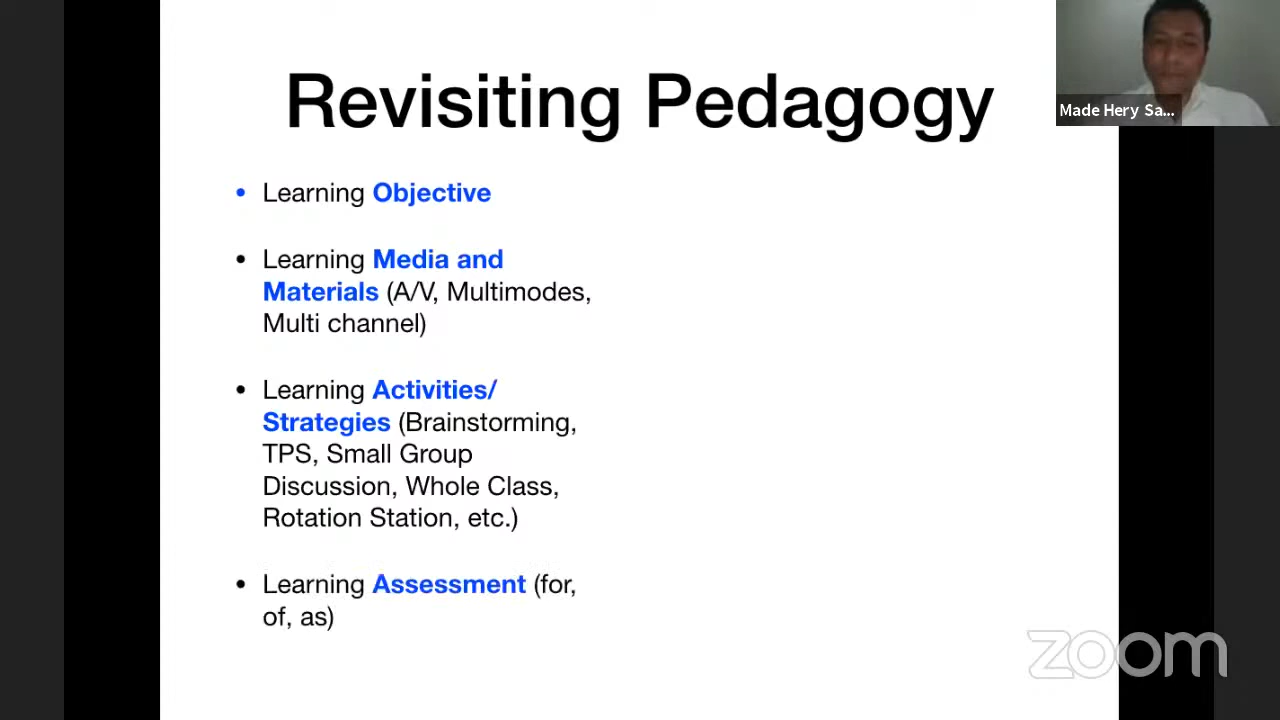 Revisiting Pedagogy
Made Hery Sa...
• Learning Objective
• Learning Media and
Materials (A/V, Multimodes,
Multi channel)
• Learning Activities/
Strategies (Brainstorming,
TPS, Small Group
Discussion, Whole Class,
Rotation Station, etc.)
• Learning Assessment (for,
of, as)
zoom